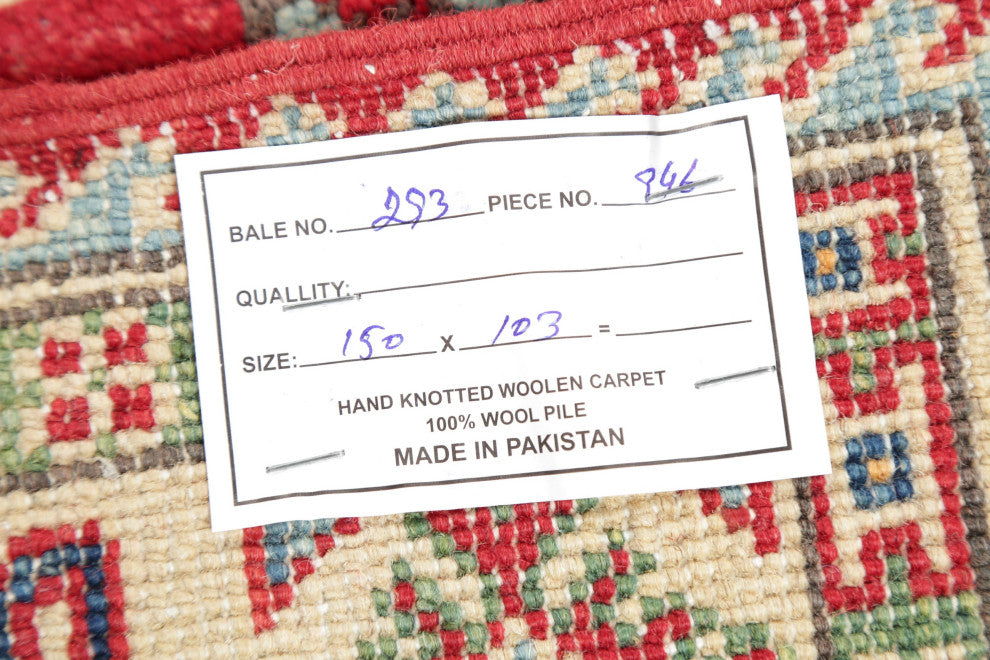 BALE NO. 293 PIECE NO. 946
QUALLITY:
SIZE: 150 X 103 =
HAND KNOTTED WOOLEN CARPET
100% WOOL PILE
MADE IN PAKISTAN